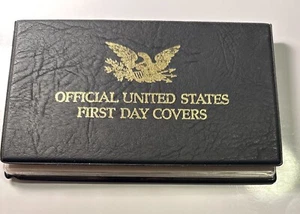 OFFICIAL UNITED STATES
FIRST DAY COVERS